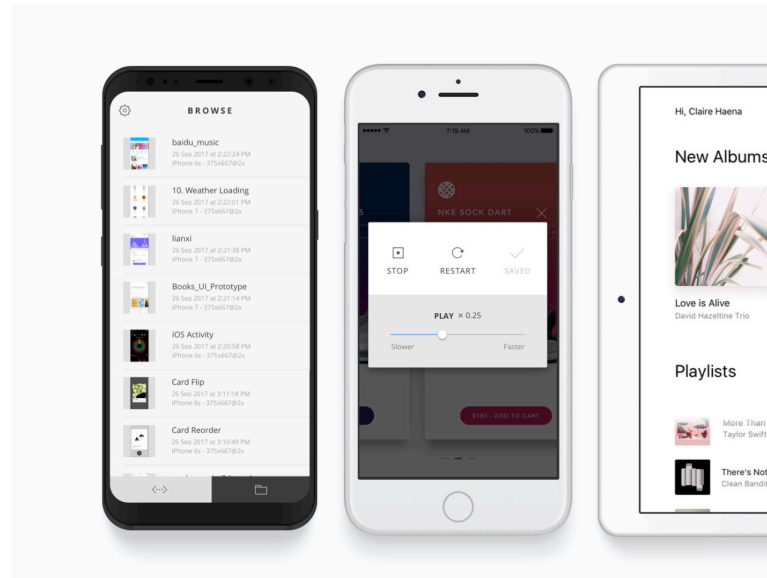 BROWSE
baidu_music
26 Sep 2017 at 2:22:24 PM
iPhone 6s - 375x667@2x
10. Weather Loading
26 Sep 2017 at 2:22:01 PM
iPhone 7 - 375x667@2x
lianxi
26 Sep 2017 at 2:21:38 PM
iPhone 7 - 375x667@2x
Books_UI_Prototype
26 Sep 2017 at 2:21:14 PM
iPhone 7 - 375x667@2x
iOS Activity
26 Sep 2017 at 2:20:58 PM
iPhone 6s - 375x667@2x
Card Flip
26 Sep 2017 at 3:11:18 PM
iPhone 6s - 375x667@2x
Card Reorder
26 Sep 2017 at 3:10:49 PM
iPhone 6s - 375x667@2x
7:19 AM
100%
NKE SOCK DART
STOP
RESTART
SAVED
PLAY × 0.25
Slower
Faster
$180 - ADD TO CART
Hi, Claire Haena
New Albums
Love is Alive
David Hazeltine Trio
Playlists
More Than
Taylor Swift
There's Not
Clean Bandit